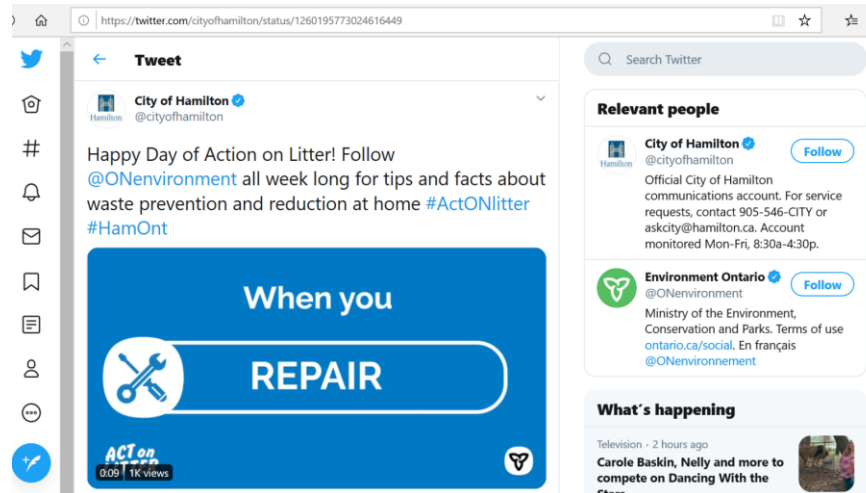 https://twitter.com/cityofhamilton/status/1260195773024616449
Tweet
City of Hamilton
@cityofhamilton
Hamilton
Happy Day of Action on Litter! Follow
@ONenvironment all week long for tips and facts about
waste prevention and reduction at home #ActONlitter
#HamOnt
When you
REPAIR
ACT on
LITTER
0:09 1K views
Search Twitter
Relevant people
City of Hamilton
@cityofhamilton
Hamilton
Follow
Official City of Hamilton
communications account. For service
requests, contact 905-546-CITY or
askcity@hamilton.ca. Account
monitored Mon-Fri, 8:30a-4:30p.
Environment Ontario
@ONenvironment
Follow
Ministry of the Environment,
Conservation and Parks. Terms of use
ontario.ca/social. En français
@ONenvironnement
What's happening
Television · 2 hours ago
Carole Baskin, Nelly and more to
compete on Dancing With the
Stars